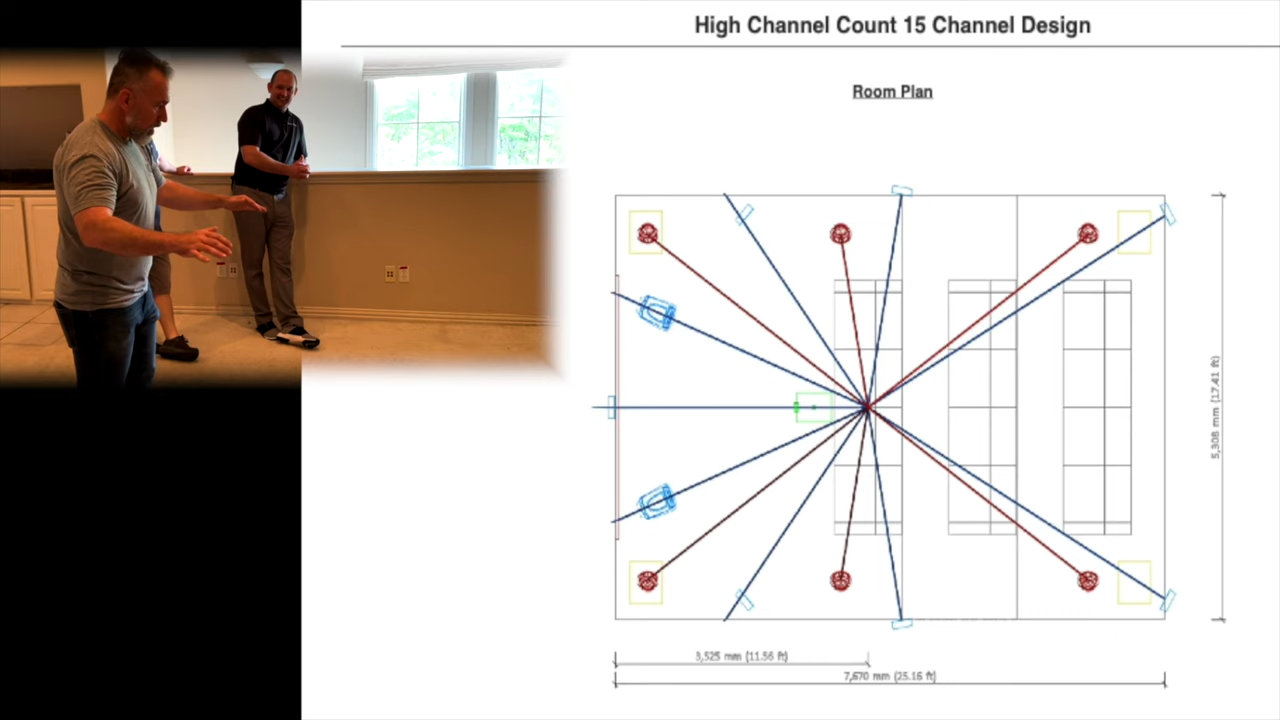 High Channel Count 15 Channel Design
Room Plan
5,308 mm (17.41 ft)
3,525 mm (11.56 ft)
7,670 mm (25.16 ft)